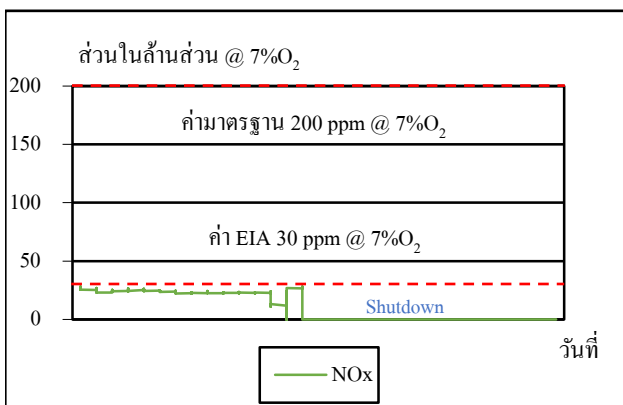 ส่วนในล้านส่วน @ 7%O₂
200
ค่ามาตรฐาน 200 ppm @ 7%O₂
150
100
ค่า EIA 30 ppm @ 7%O₂
50
Shutdown
0
วันที่
NOx